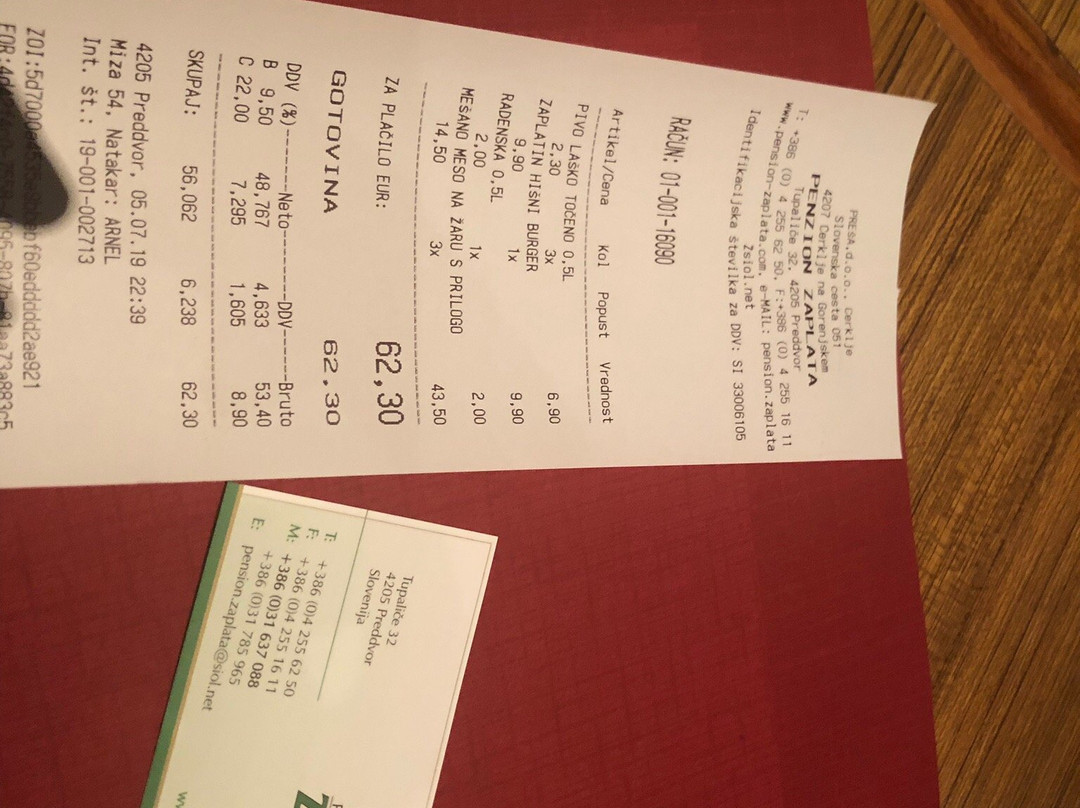 PRESA,d.o.o., Cerklje
Slovenska cesta 051
4207 Cerklje na Gorenjskem
PENZION ZAPLATA
Tupaliče 32, 4205 Preddvor
T: +386 (0) 4 255 62 50, F:+386 (0) 4 255 16 11
www.pension-zaplata.com, e-MAIL: pension.zaplata
2siol.net
Identifikacijska številka za DDV: SI 33006105
RAČUN: 01-001-16090
Artikel/Cena Kol Popust Vrednost
PIVO LAŠKO TOČENO 0,5L
2,30 3x 6,90
ZAPLATIN HIŠNI BURGER
9,90 1x 9,90
RADENSKA 0,5L
2,00 1x 2,00
MEŠANO MESO NA ŽARU S PRILOGO
14,50 3x 43,50
ZA PLAČILO EUR: 62,30
GOTOVINA 62,30
DDV (%)-------Neto-------DDV------Bruto
B 9,50 48,767 4,633 53,40
C 22,00 7,295 1,605 8,90
SKUPAJ: 56,062 6,238 62,30
4205 Preddvor, 05.07.19 22:39
Miza 54, Natakar: ARNEL
Int. št.: 19-001-002713
Tupaliče 32
4205 Preddvor
Slovenija
T: +386 (0)4 255 62 50
F: +386 (0)4 255 16 11
M: +386 (0)31 637 088
+386 (0)31 785 965
E: pension.zaplata@siol.net